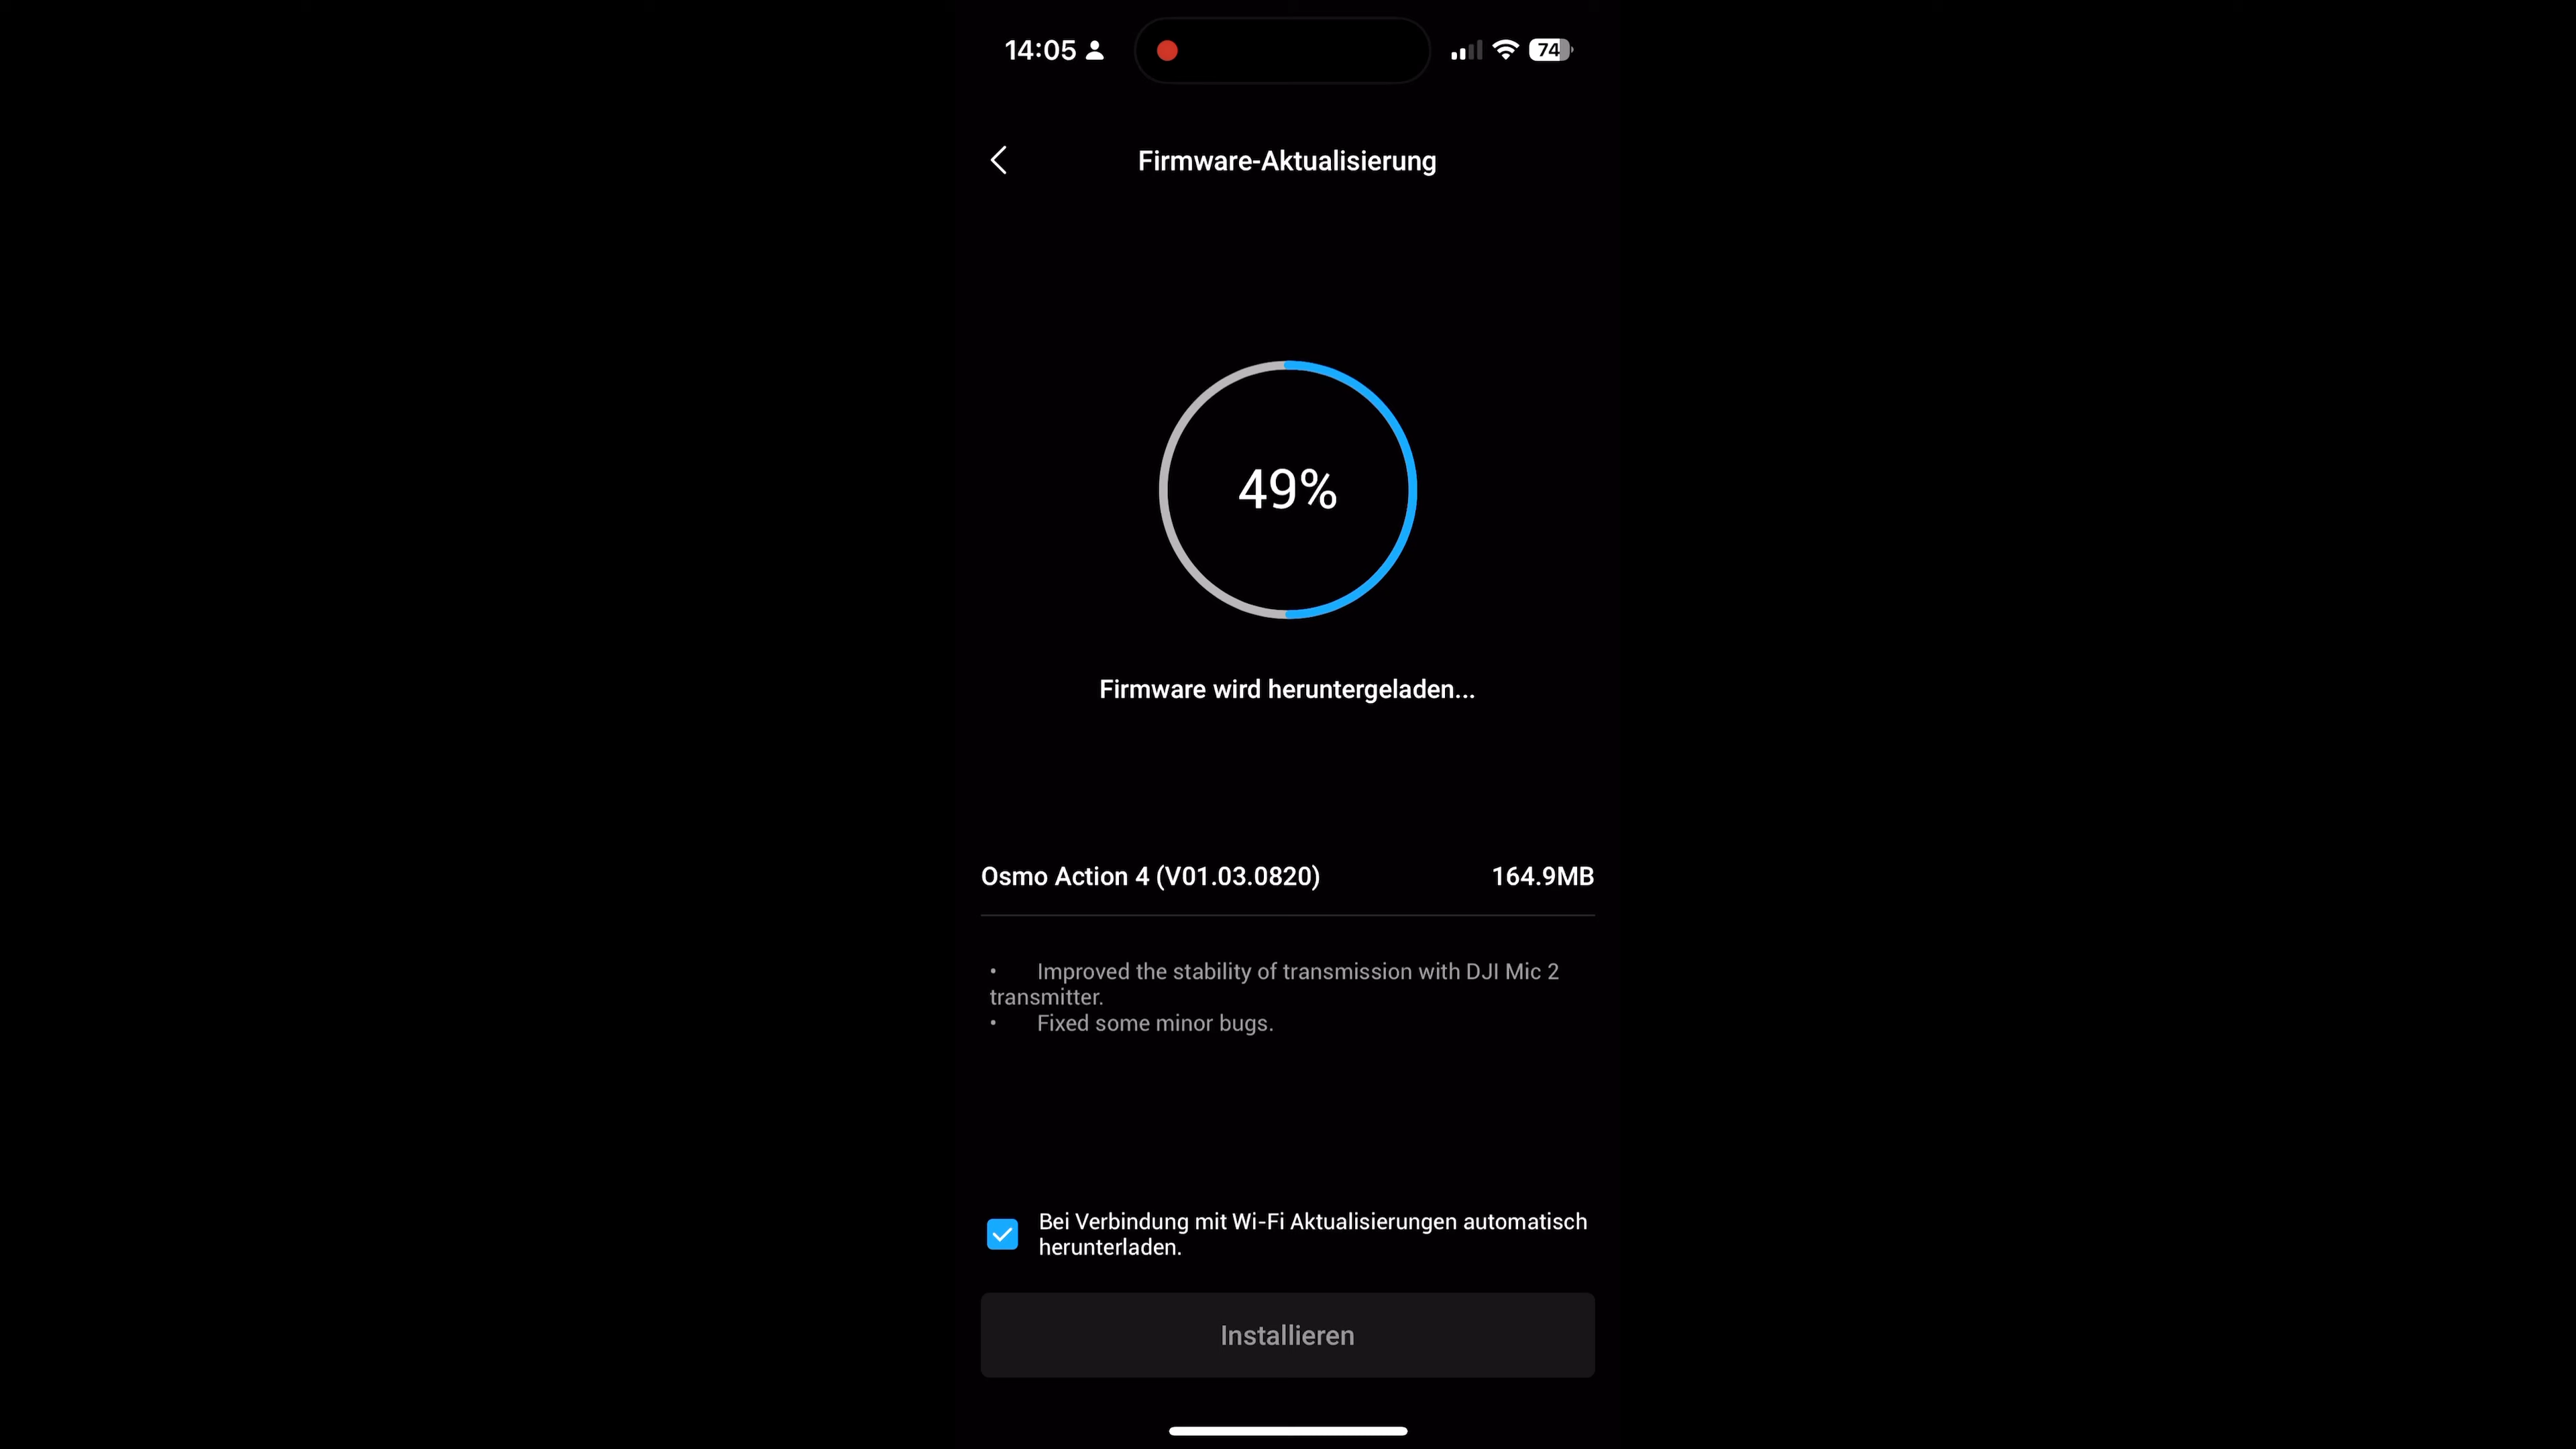 14:05
74
Firmware-Aktualisierung
49%
Firmware wird heruntergeladen...
Osmo Action 4 (V01.03.0820) 164.9MB
• Improved the stability of transmission with DJI Mic 2
transmitter.
• Fixed some minor bugs.
Bei Verbindung mit Wi-Fi Aktualisierungen automatisch
herunterladen.
Installieren